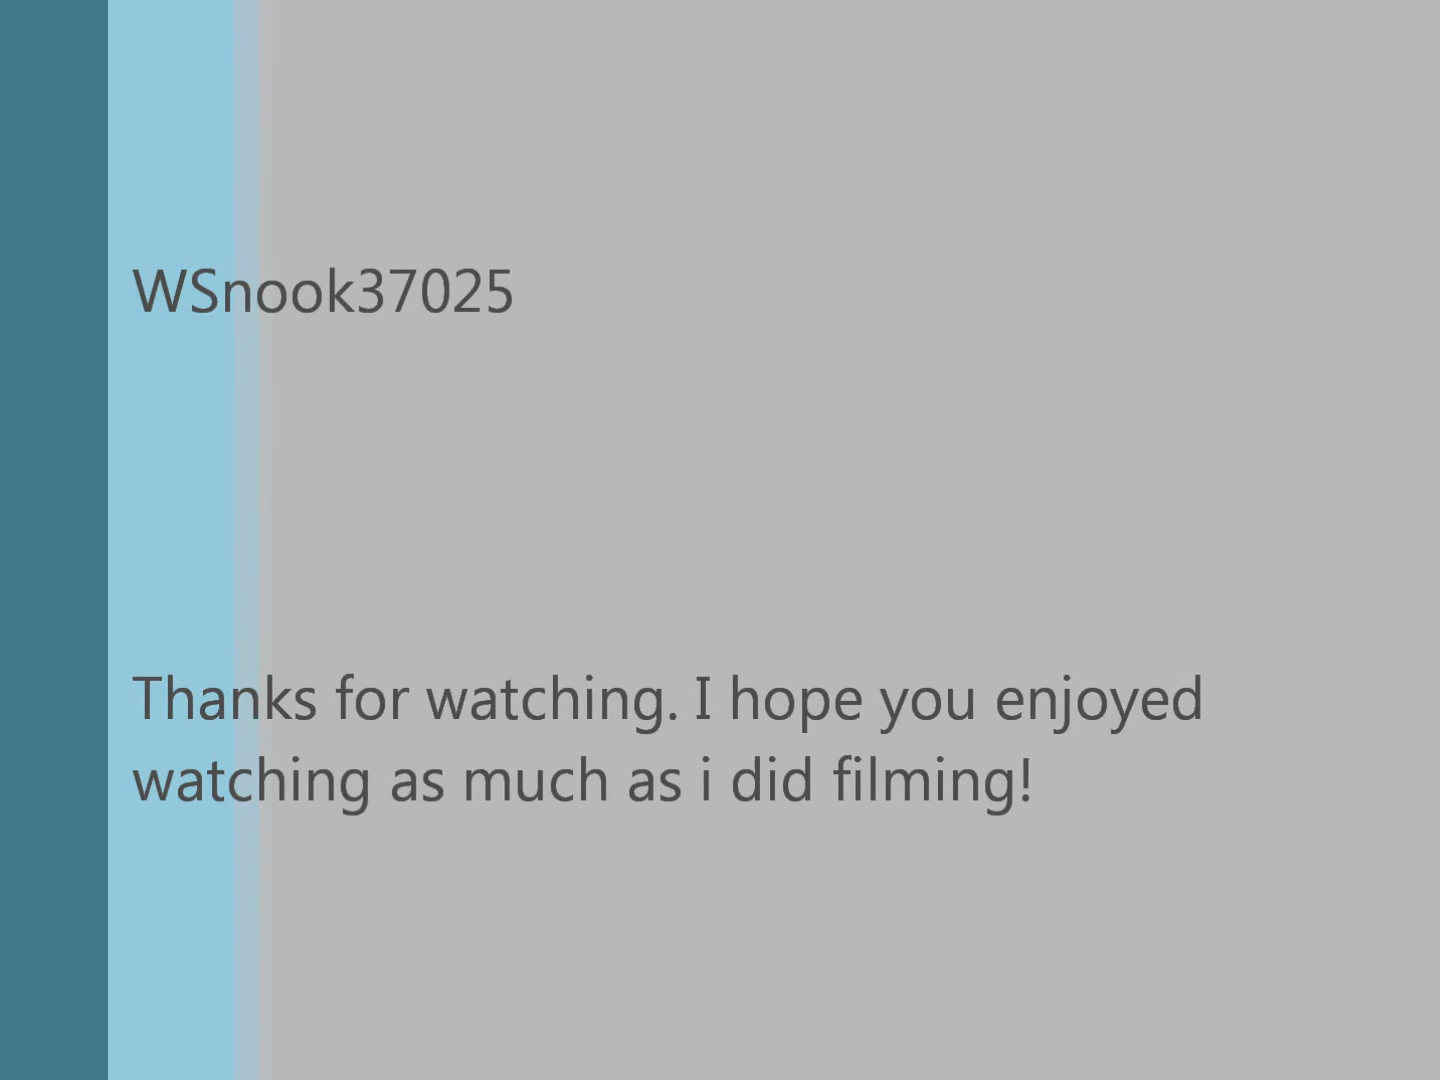 WSnook37025
Thanks for watching. I hope you enjoyed
watching as much as i did filming!